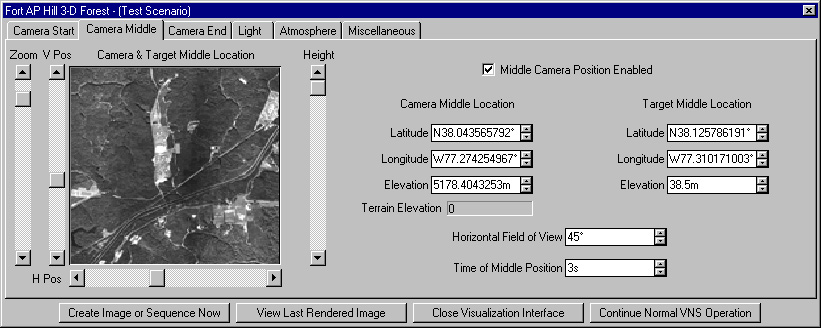 Fort AP Hill 3-D Forest - (Test Scenario)
Camera Start Camera Middle Camera End Light Atmosphere Miscellaneous
Zoom V Pos Camera & Target Middle Location Height
Middle Camera Position Enabled
Camera Middle Location Target Middle Location
Latitude N38.043565792° Latitude N38.125786191°
Longitude W77.274254967° Longitude W77.310171003°
Elevation 5178.4043253m Elevation 38.5m
Terrain Elevation 0
Horizontal Field of View 45°
Time of Middle Position 3s
H Pos
Create Image or Sequence Now View Last Rendered Image Close Visualization Interface Continue Normal VNS Operation